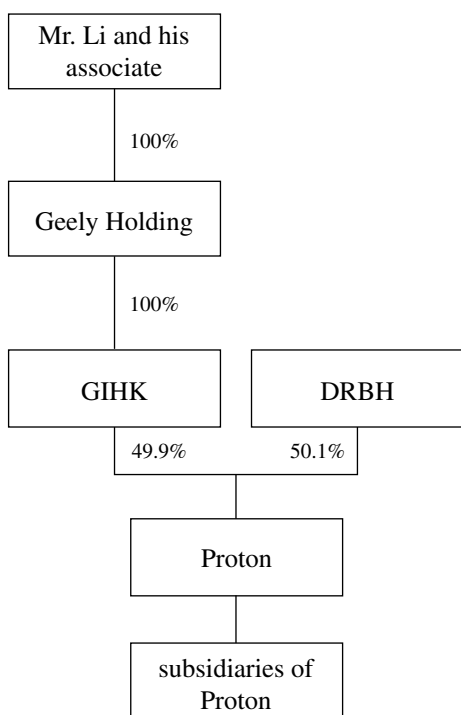 Mr. Li and his
associate
100%
Geely Holding
100%
GIHK
DRBH
49.9%
50.1%
Proton
subsidiaries of
Proton